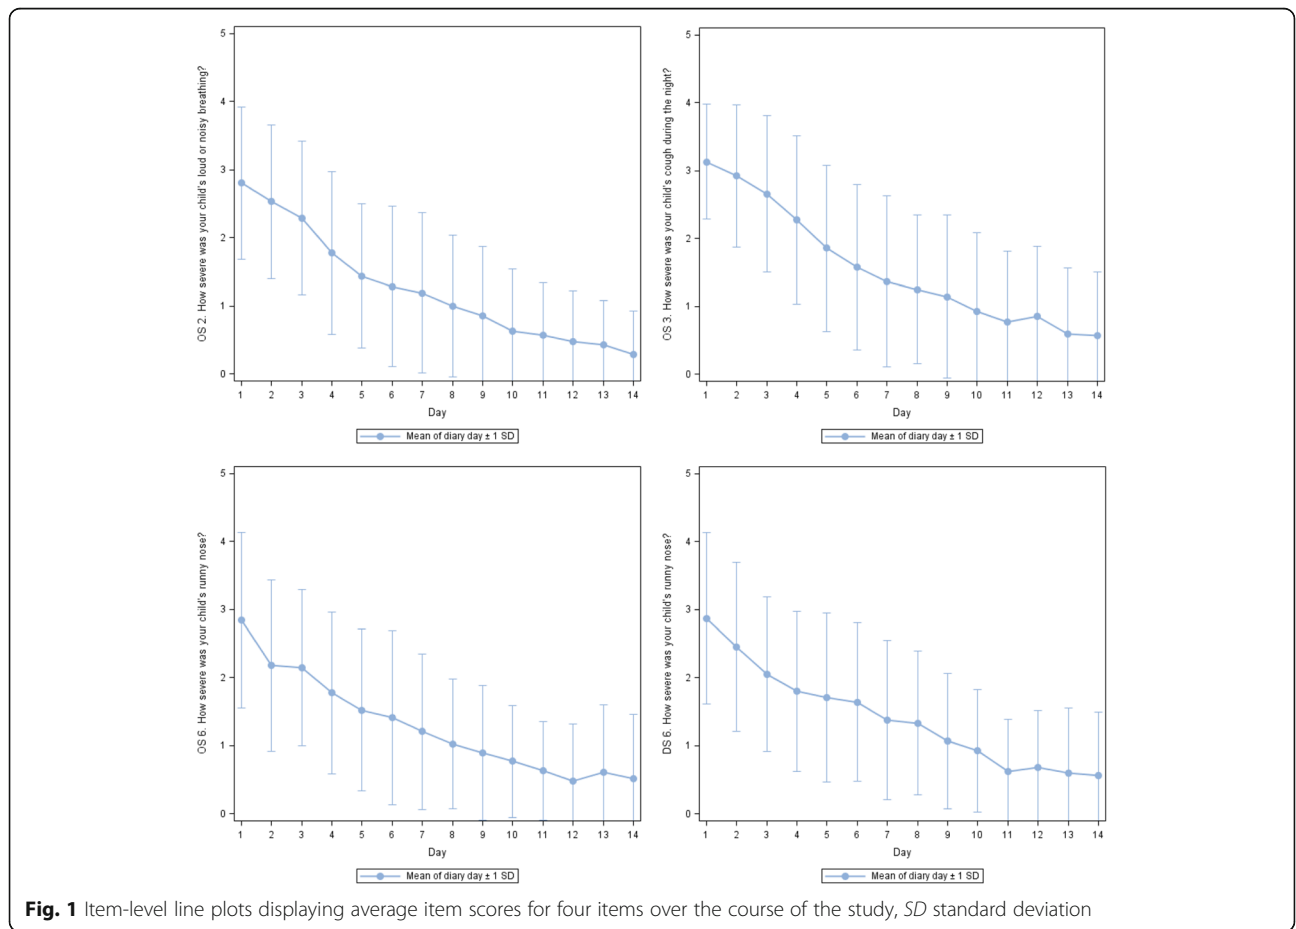 OS 2. How severe was your child's loud or noisy breathing?
5
4
3
2
1
0
1 2 3 4 5 6 7 8 9 10 11 12 13 14
Day
Mean of diary day ± 1 SD
OS 3. How severe was your child's cough during the night?
5
4
3
2
1
0
1 2 3 4 5 6 7 8 9 10 11 12 13 14
Day
Mean of diary day ± 1 SD
OS 6. How severe was your child's runny nose?
5
4
3
2
1
0
1 2 3 4 5 6 7 8 9 10 11 12 13 14
Day
Mean of diary day ± 1 SD
DS 6. How severe was your child's runny nose?
5
4
3
2
1
0
1 2 3 4 5 6 7 8 9 10 11 12 13 14
Day
Mean of diary day ± 1 SD
Fig. 1 Item-level line plots displaying average item scores for four items over the course of the study, SD standard deviation